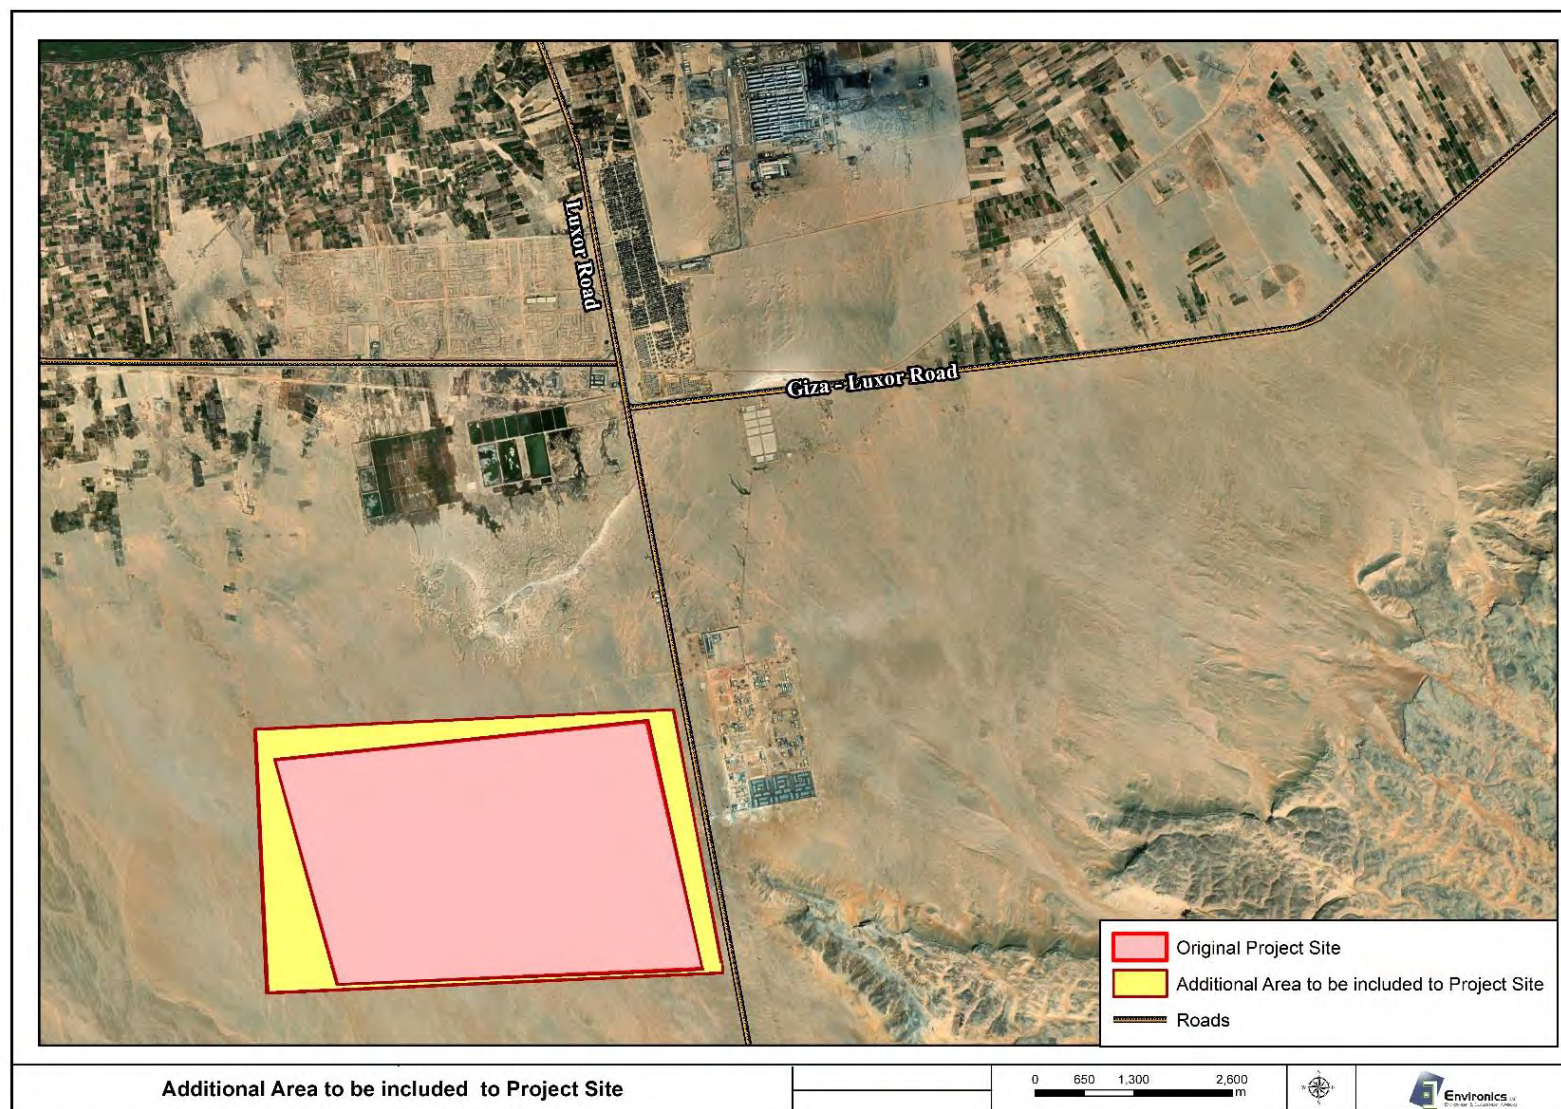 Luxor Road
Giza - Luxor Road
Original Project Site
Additional Area to be included to Project Site
Roads
Additional Area to be included to Project Site
0 650 1,300 2,600
m
Environics